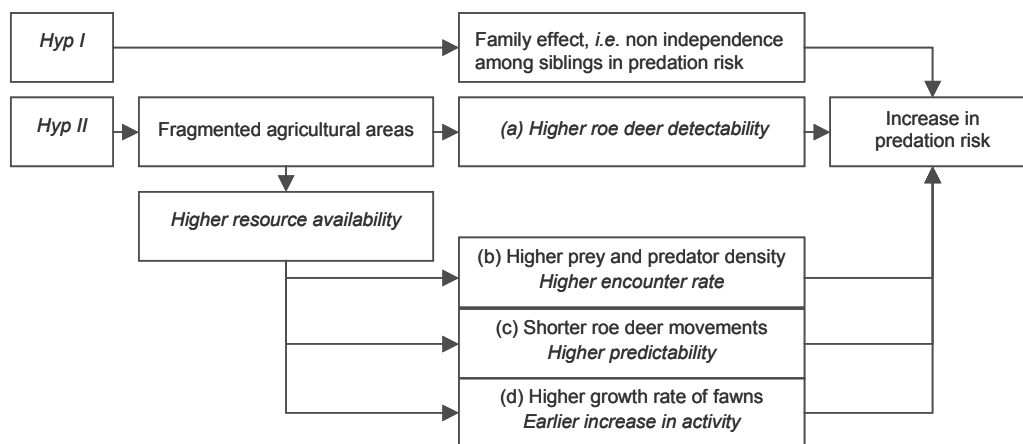 Hyp I
Family effect, i.e. non independence
among siblings in predation risk
Hyp II
Fragmented agricultural areas
(a) Higher roe deer detectability
Increase in
predation risk
Higher resource availability
(b) Higher prey and predator density
Higher encounter rate
(c) Shorter roe deer movements
Higher predictability
(d) Higher growth rate of fawns
Earlier increase in activity